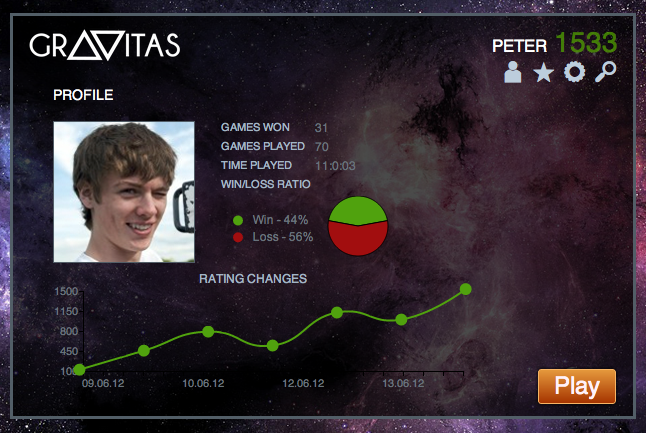 GRAVITAS
PETER 1533
PROFILE
GAMES WON 31
GAMES PLAYED 70
TIME PLAYED 11:0:03
WIN/LOSS RATIO
Win - 44%
Loss - 56%
RATING CHANGES
1500
1150
800
450
100
09.06.12 10.06.12 12.06.12 13.06.12
Play